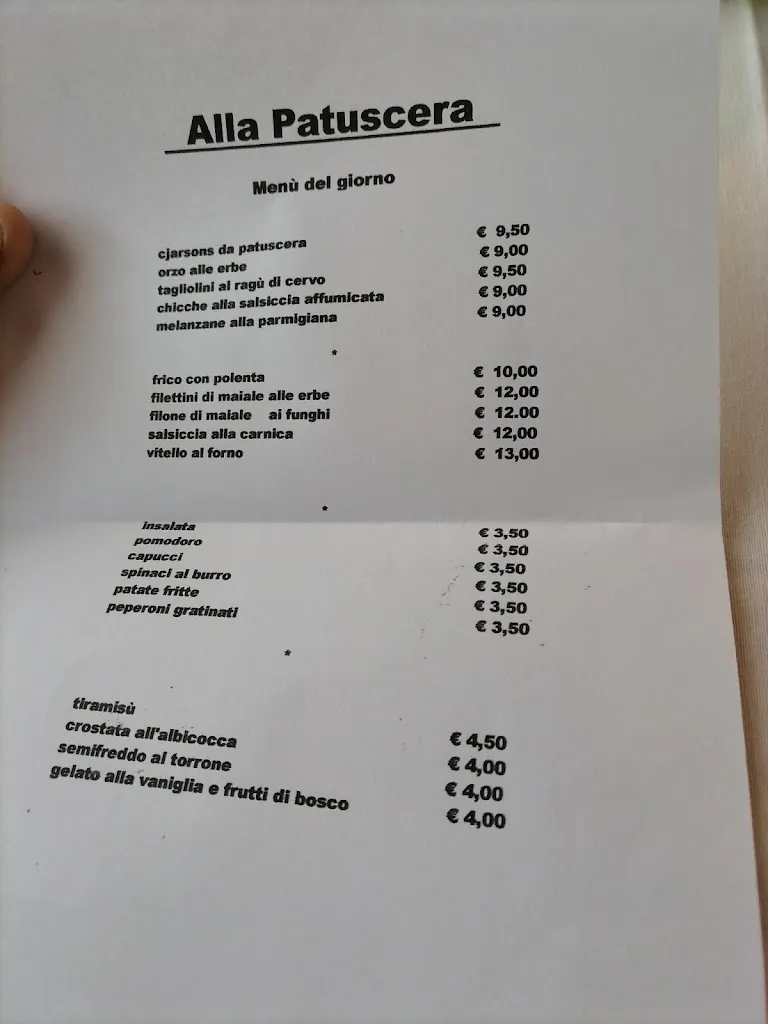 Alla Patuscera
Menù del giorno
cjarsons da patuscera € 9,50
orzo alle erbe € 9,00
tagliolini al ragù di cervo € 9,50
chicche alla salsiccia affumicata € 9,00
melanzane alla parmigiana € 9,00
*
frico con polenta € 10,00
filettini di maiale alle erbe € 12,00
filone di maiale ai funghi € 12.00
salsiccia alla carnica € 12,00
vitello al forno € 13,00
*
insalata € 3,50
pomodoro € 3,50
capucci € 3,50
spinaci al burro € 3,50
patate fritte € 3,50
peperoni gratinati € 3,50
*
tiramisù € 4,50
crostata all'albicocca € 4,00
semifreddo al torrone € 4,00
gelato alla vaniglia e frutti di bosco € 4,00